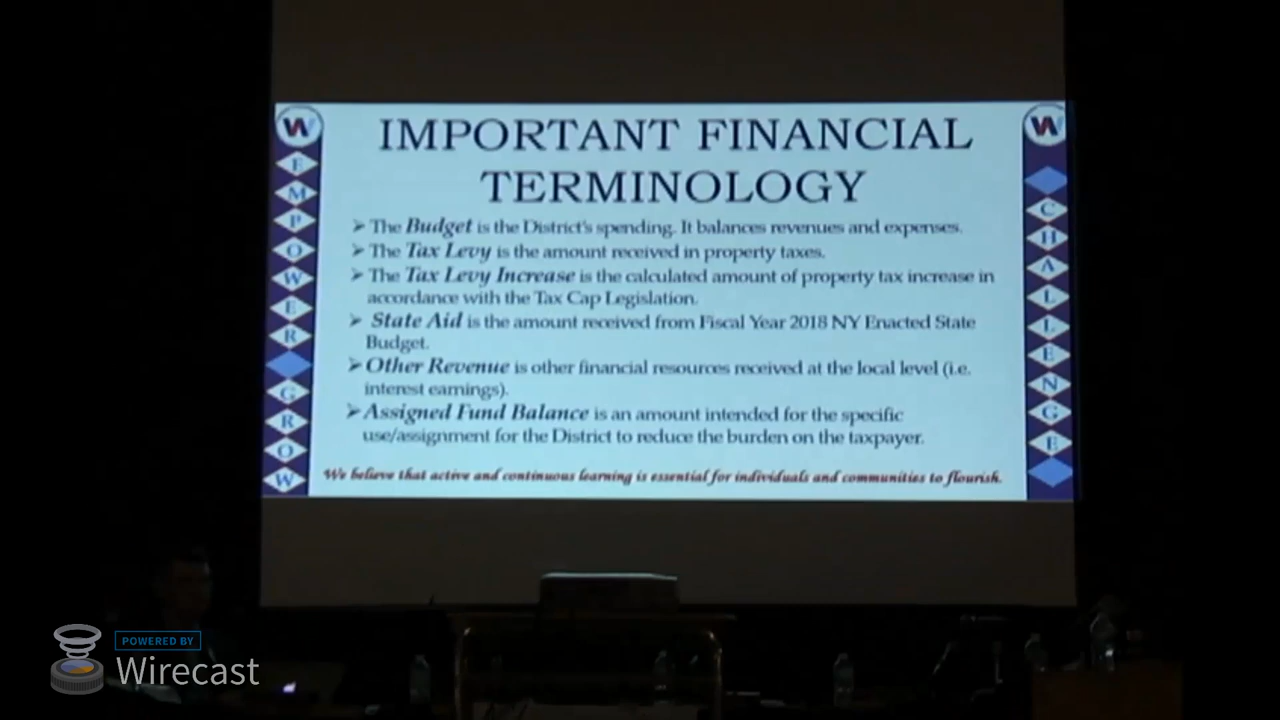 IMPORTANT FINANCIAL
TERMINOLOGY
➢ The Budget is the District's spending. It balances revenues and expenses.
➢ The Tax Levy is the amount received in property taxes.
➢ The Tax Levy Increase is the calculated amount of property tax increase in
accordance with the Tax Cap Legislation.
➢ State Aid is the amount received from Fiscal Year 2018 NY Enacted State
Budget.
➢ Other Revenue is other financial resources received at the local level (i.e.
interest earnings).
➢ Assigned Fund Balance is an amount intended for the specific
use/assignment for the District to reduce the burden on the taxpayer.
We believe that active and continuous learning is essential for individuals and communities to flourish.
W
EMPOWER
GROW
W
CHALLENGE
POWERED BY
Wirecast